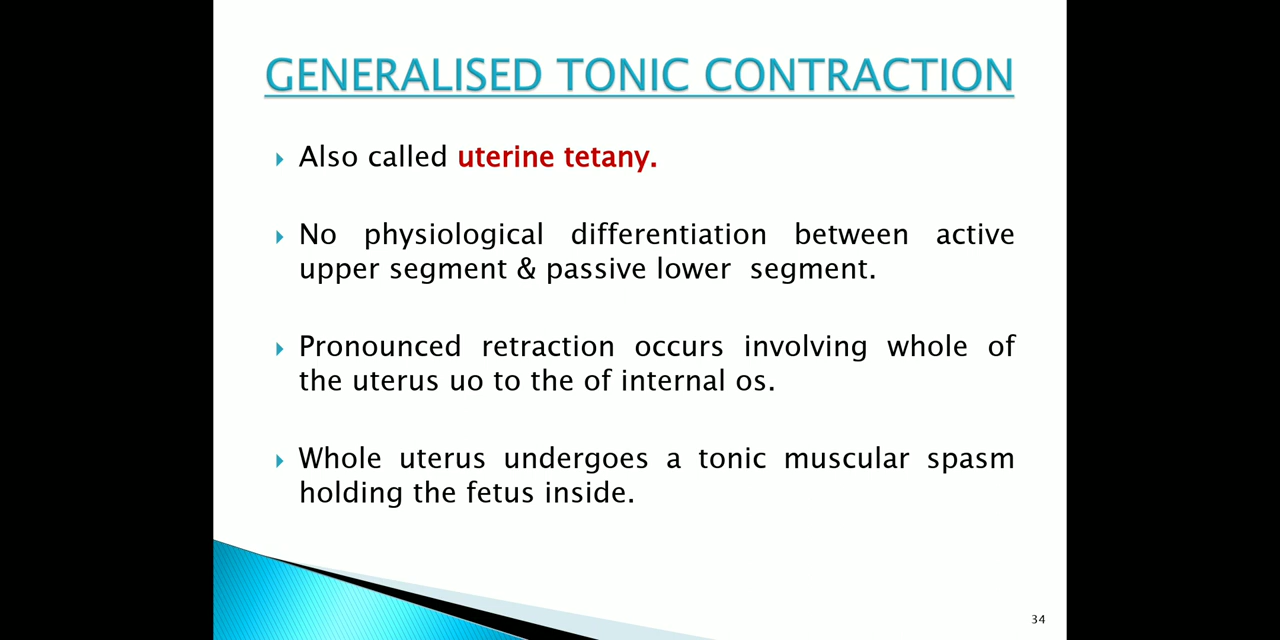 GENERALISED TONIC CONTRACTION
Also called uterine tetany.
No physiological differentiation between active
upper segment & passive lower segment.
Pronounced retraction occurs involving whole of
the uterus uo to the of internal os.
Whole uterus undergoes a tonic muscular spasm
holding the fetus inside.
34